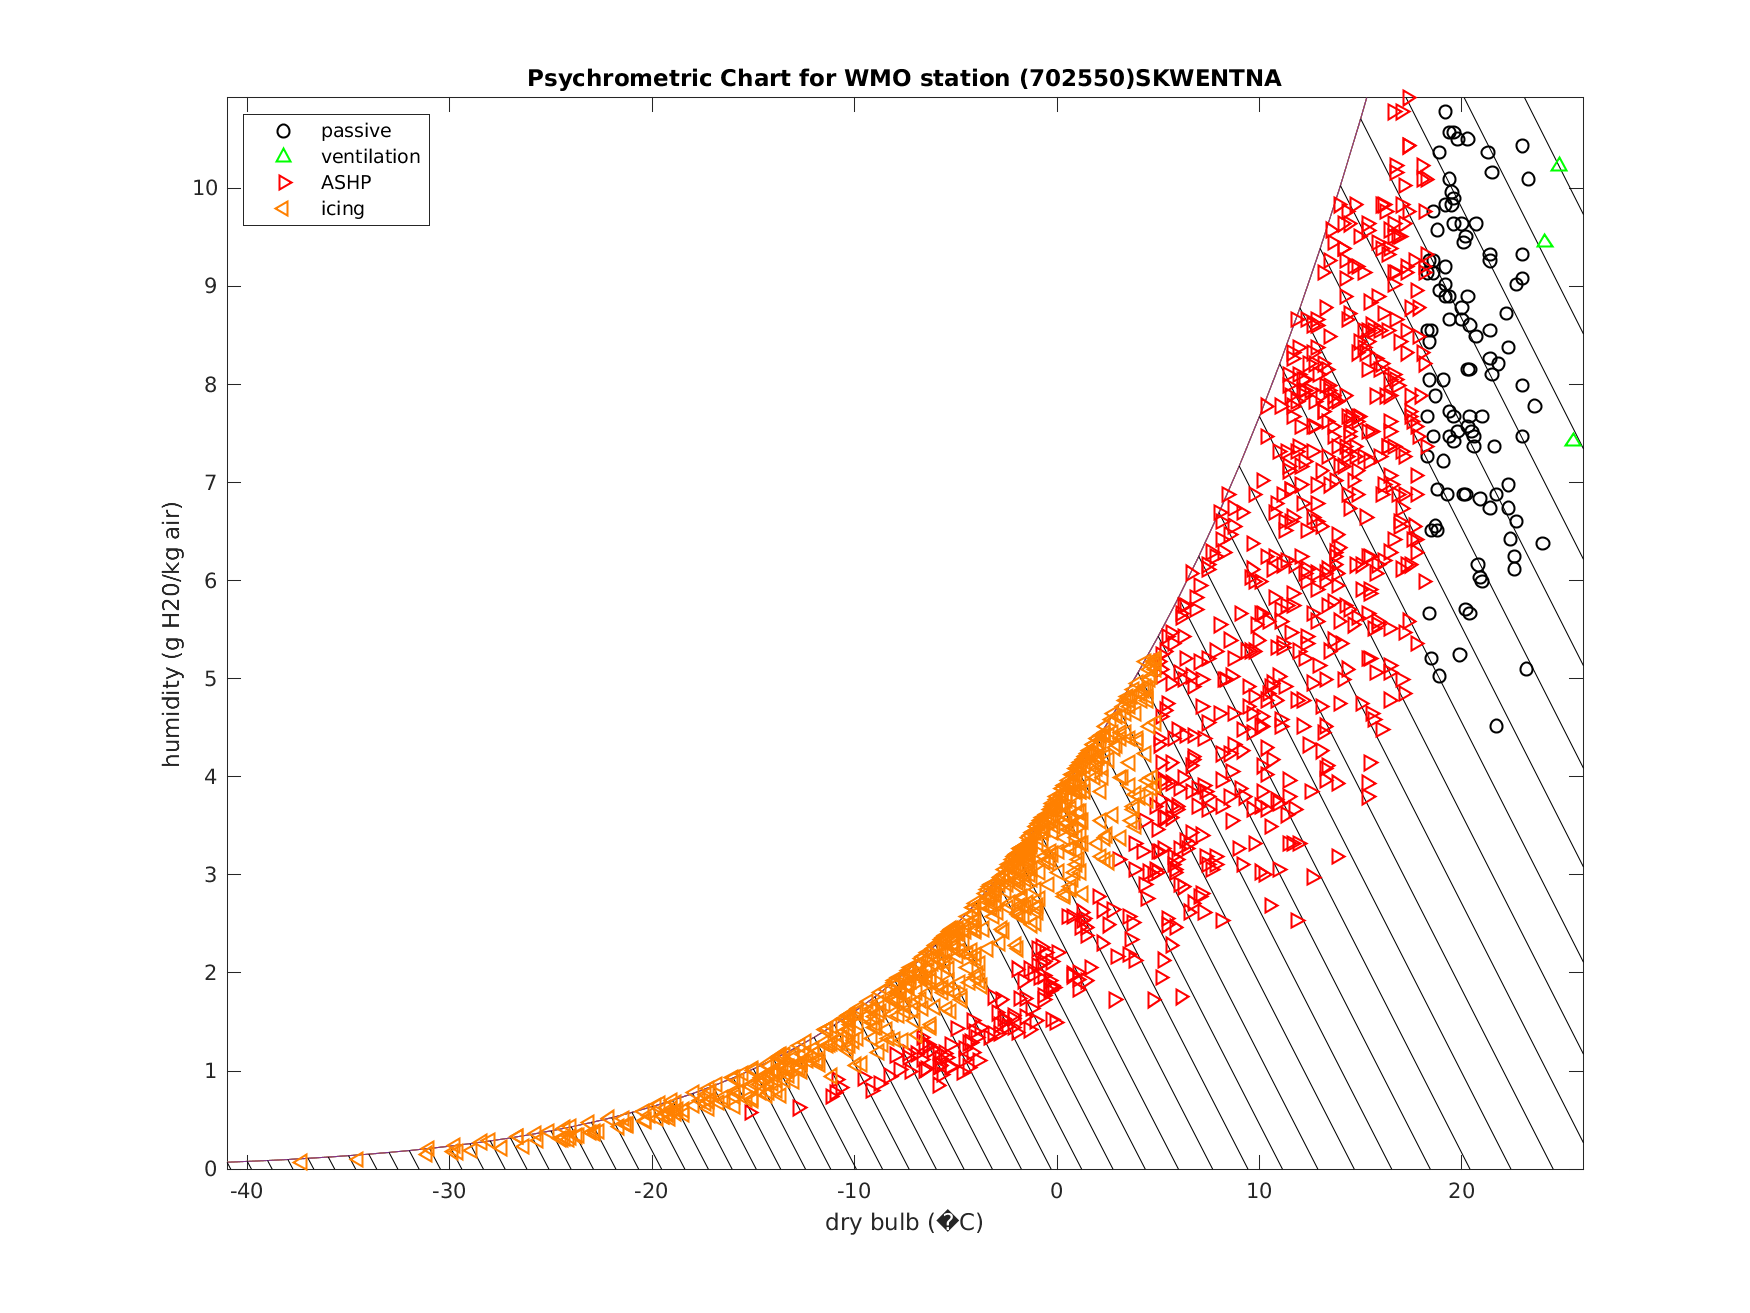 Psychrometric Chart for WMO station (702550)SKWENTNA
passive
ventilation
ASHP
icing
10
9
8
7
6
5
4
3
2
1
0
humidity (g H20/kg air)
-40 -30 -20 -10 0 10 20
dry bulb (�C)